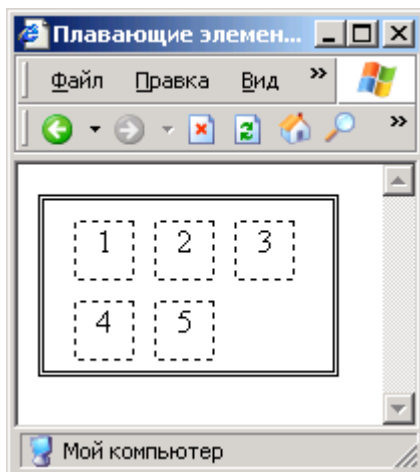 Плавающие элемен...
Файл Правка Вид »
»
1 2 3
4 5
Мой компьютер